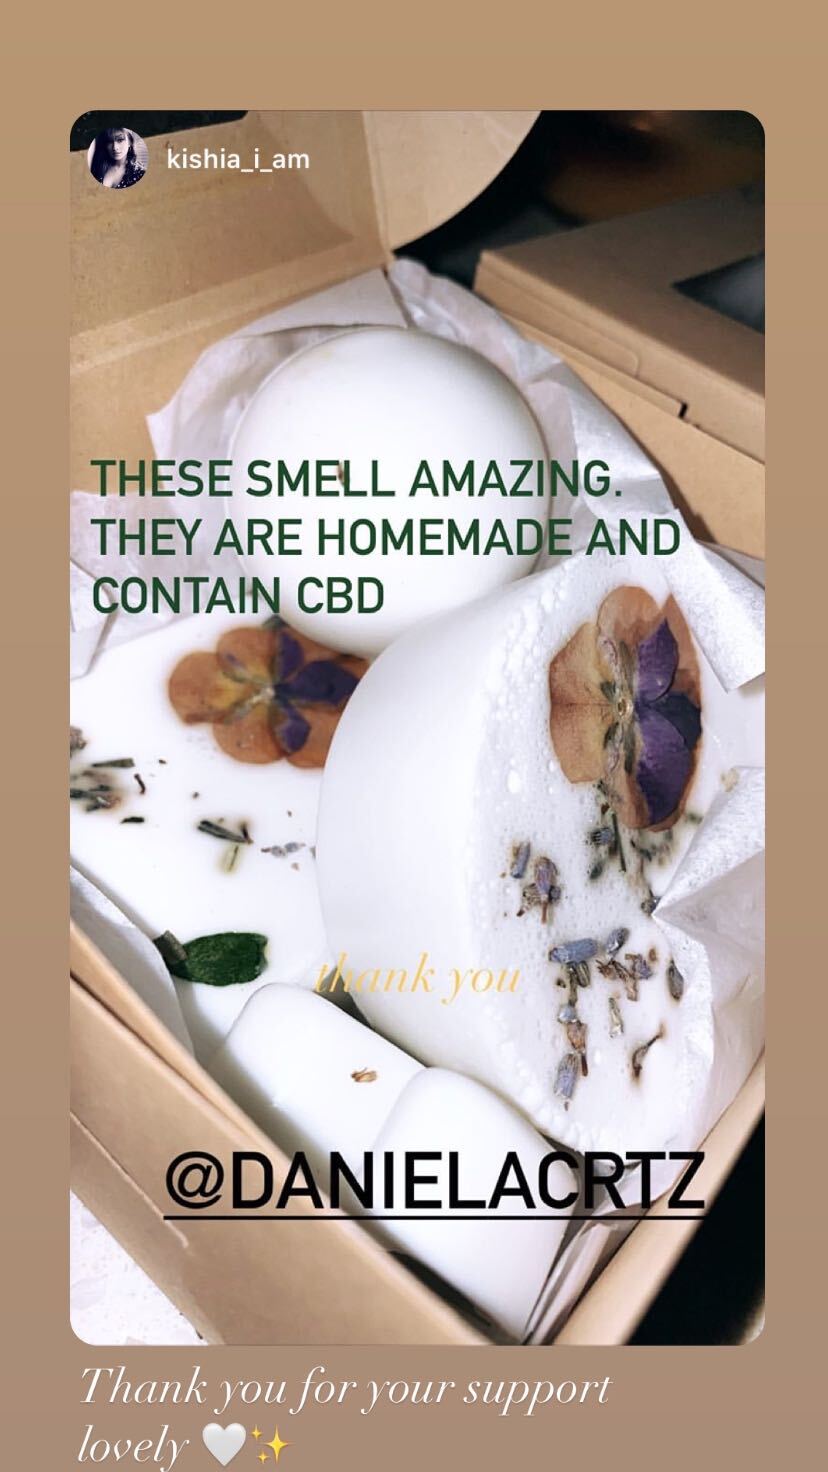 kishia_i_am
THESE SMELL AMAZING.
THEY ARE HOMEMADE AND
CONTAIN CBD
thank you
@DANIELACRTZ
Thank you for your support
lovely 🤍✨